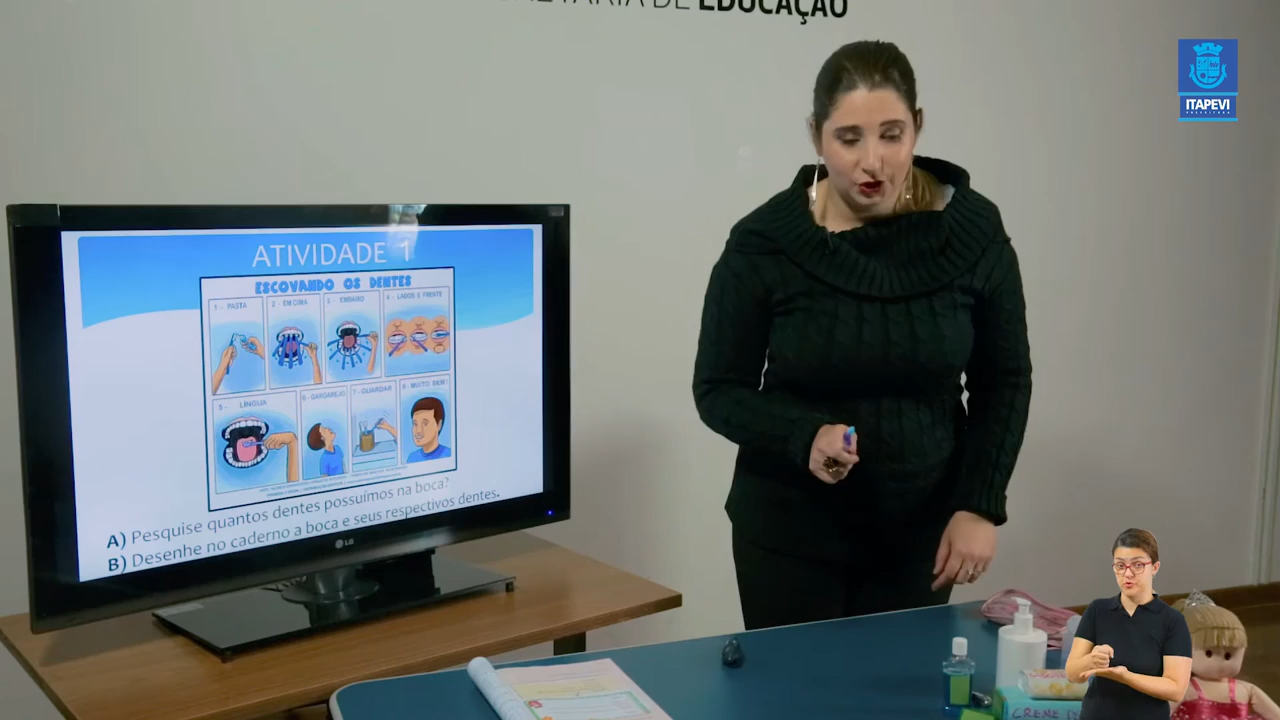 DE EDUCAÇÃO
ITAPEVI
PREFEITURA
ATIVIDADE 1
ESCOVANDO OS DENTES
1 - PASTA
2 - EM CIMA
3 - EMBAIXO
4 - LADOS E FRENTE
5 - LÍNGUA
6 - GARGAREJO
7 - GUARDAR
8 - MUITO BEM!
A) Pesquise quantos dentes possuímos na boca?
B) Desenhe no caderno a boca e seus respectivos dentes.
LG
CREME